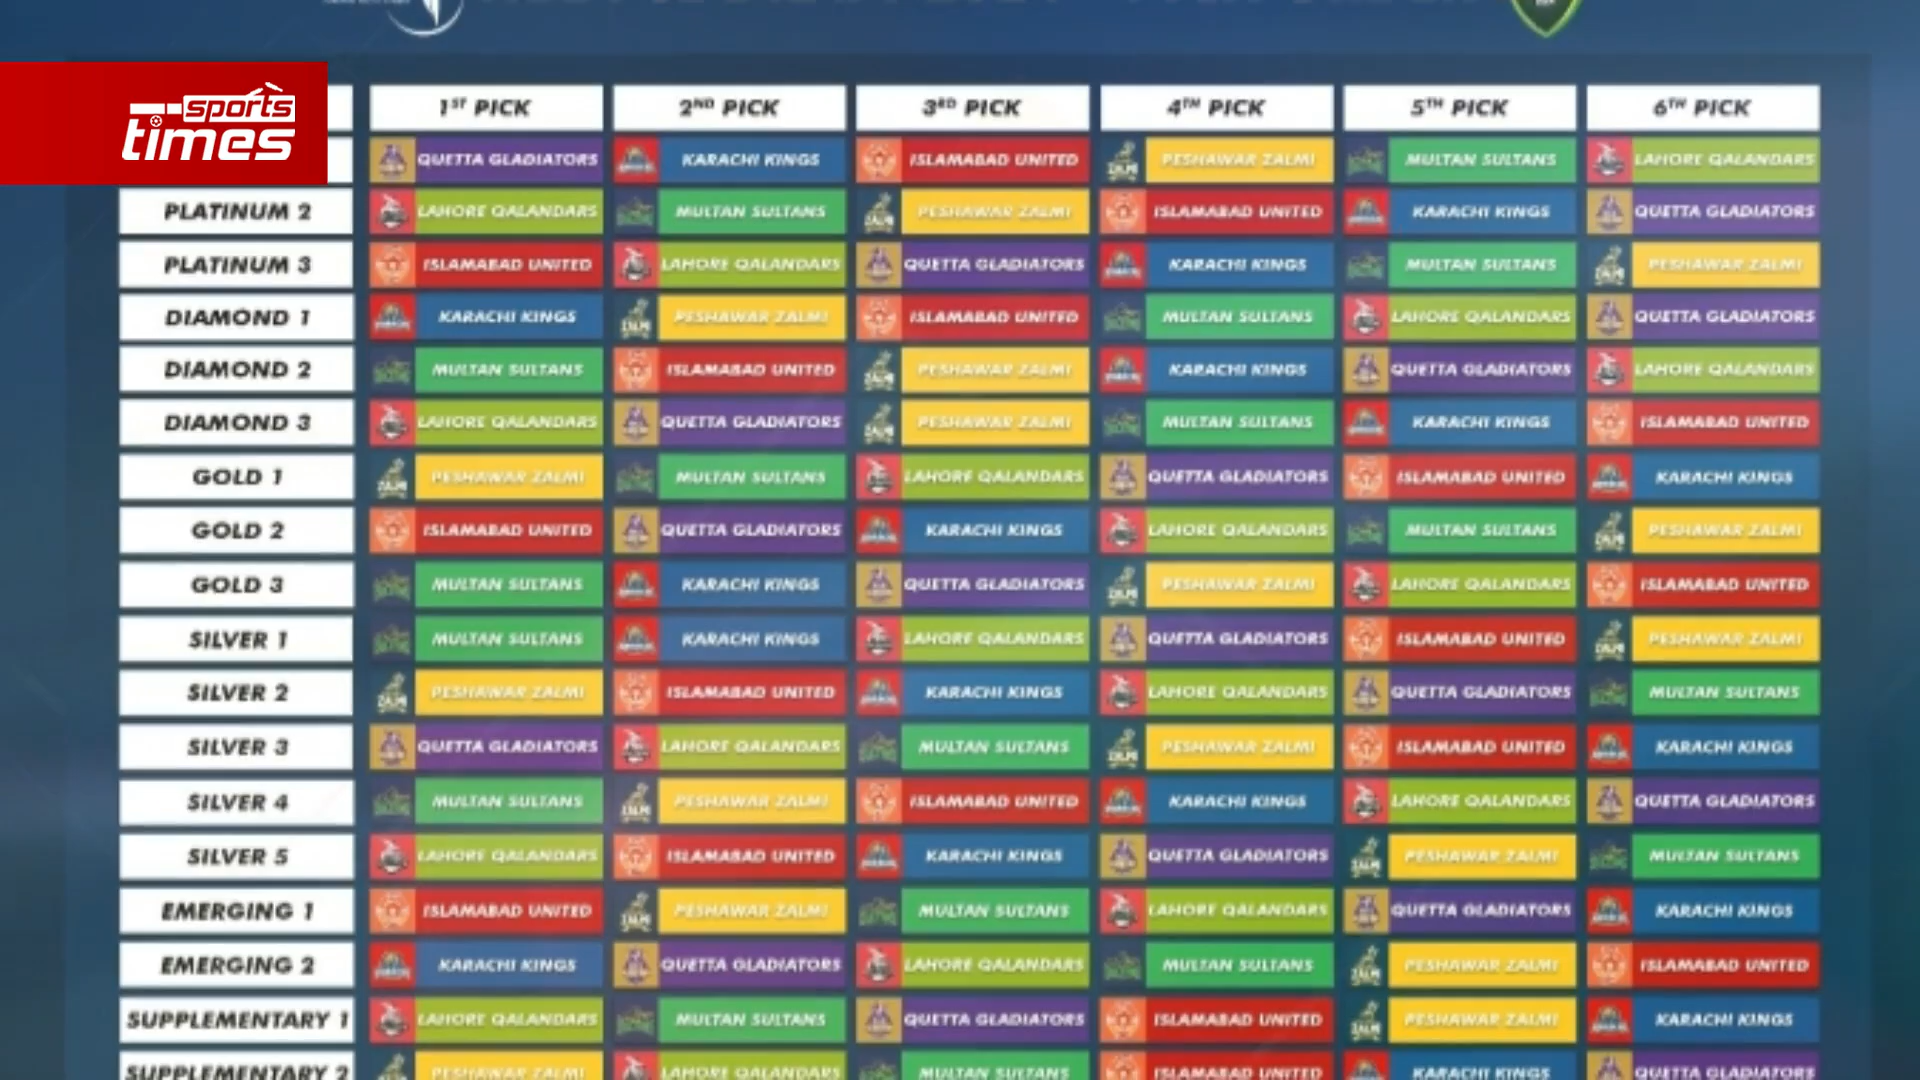 sports
times
1ST PICK 2ND PICK 3RD PICK 4TH PICK 5TH PICK 6TH PICK
QUETTA GLADIATORS KARACHI KINGS ISLAMABAD UNITED PESHAWAR ZALMI MULTAN SULTANS LAHORE QALANDARS
PLATINUM 2 LAHORE QALANDARS MULTAN SULTANS PESHAWAR ZALMI ISLAMABAD UNITED KARACHI KINGS QUETTA GLADIATORS
PLATINUM 3 ISLAMABAD UNITED LAHORE QALANDARS QUETTA GLADIATORS KARACHI KINGS MULTAN SULTANS PESHAWAR ZALMI
DIAMOND 1 KARACHI KINGS PESHAWAR ZALMI ISLAMABAD UNITED MULTAN SULTANS LAHORE QALANDARS QUETTA GLADIATORS
DIAMOND 2 MULTAN SULTANS ISLAMABAD UNITED PESHAWAR ZALMI KARACHI KINGS QUETTA GLADIATORS LAHORE QALANDARS
DIAMOND 3 LAHORE QALANDARS QUETTA GLADIATORS PESHAWAR ZALMI MULTAN SULTANS KARACHI KINGS ISLAMABAD UNITED
GOLD 1 PESHAWAR ZALMI MULTAN SULTANS LAHORE QALANDARS QUETTA GLADIATORS ISLAMABAD UNITED KARACHI KINGS
GOLD 2 ISLAMABAD UNITED QUETTA GLADIATORS KARACHI KINGS LAHORE QALANDARS MULTAN SULTANS PESHAWAR ZALMI
GOLD 3 MULTAN SULTANS KARACHI KINGS QUETTA GLADIATORS PESHAWAR ZALMI LAHORE QALANDARS ISLAMABAD UNITED
SILVER 1 MULTAN SULTANS KARACHI KINGS LAHORE QALANDARS QUETTA GLADIATORS ISLAMABAD UNITED PESHAWAR ZALMI
SILVER 2 PESHAWAR ZALMI ISLAMABAD UNITED KARACHI KINGS LAHORE QALANDARS QUETTA GLADIATORS MULTAN SULTANS
SILVER 3 QUETTA GLADIATORS LAHORE QALANDARS MULTAN SULTANS PESHAWAR ZALMI ISLAMABAD UNITED KARACHI KINGS
SILVER 4 MULTAN SULTANS PESHAWAR ZALMI ISLAMABAD UNITED KARACHI KINGS LAHORE QALANDARS QUETTA GLADIATORS
SILVER 5 LAHORE QALANDARS ISLAMABAD UNITED KARACHI KINGS QUETTA GLADIATORS PESHAWAR ZALMI MULTAN SULTANS
EMERGING 1 ISLAMABAD UNITED PESHAWAR ZALMI MULTAN SULTANS LAHORE QALANDARS QUETTA GLADIATORS KARACHI KINGS
EMERGING 2 KARACHI KINGS QUETTA GLADIATORS LAHORE QALANDARS MULTAN SULTANS PESHAWAR ZALMI ISLAMABAD UNITED
SUPPLEMENTARY 1 LAHORE QALANDARS MULTAN SULTANS QUETTA GLADIATORS ISLAMABAD UNITED PESHAWAR ZALMI KARACHI KINGS
SUPPLEMENTARY 2 PESHAWAR ZALMI LAHORE QALANDARS MULTAN SULTANS ISLAMABAD UNITED KARACHI KINGS QUETTA GLADIATORS